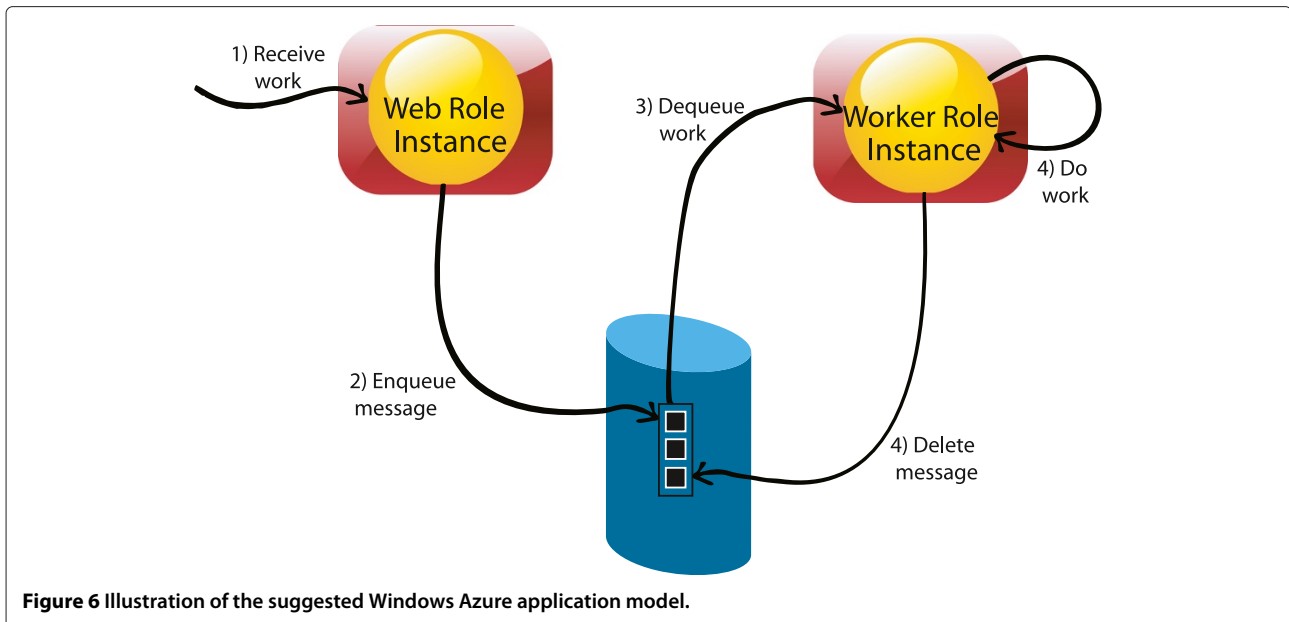 1) Receive
work
Web Role
Instance
2) Enqueue
message
3) Dequeue
work
Worker Role
Instance
4) Do
work
4) Delete
message
Figure 6 Illustration of the suggested Windows Azure application model.